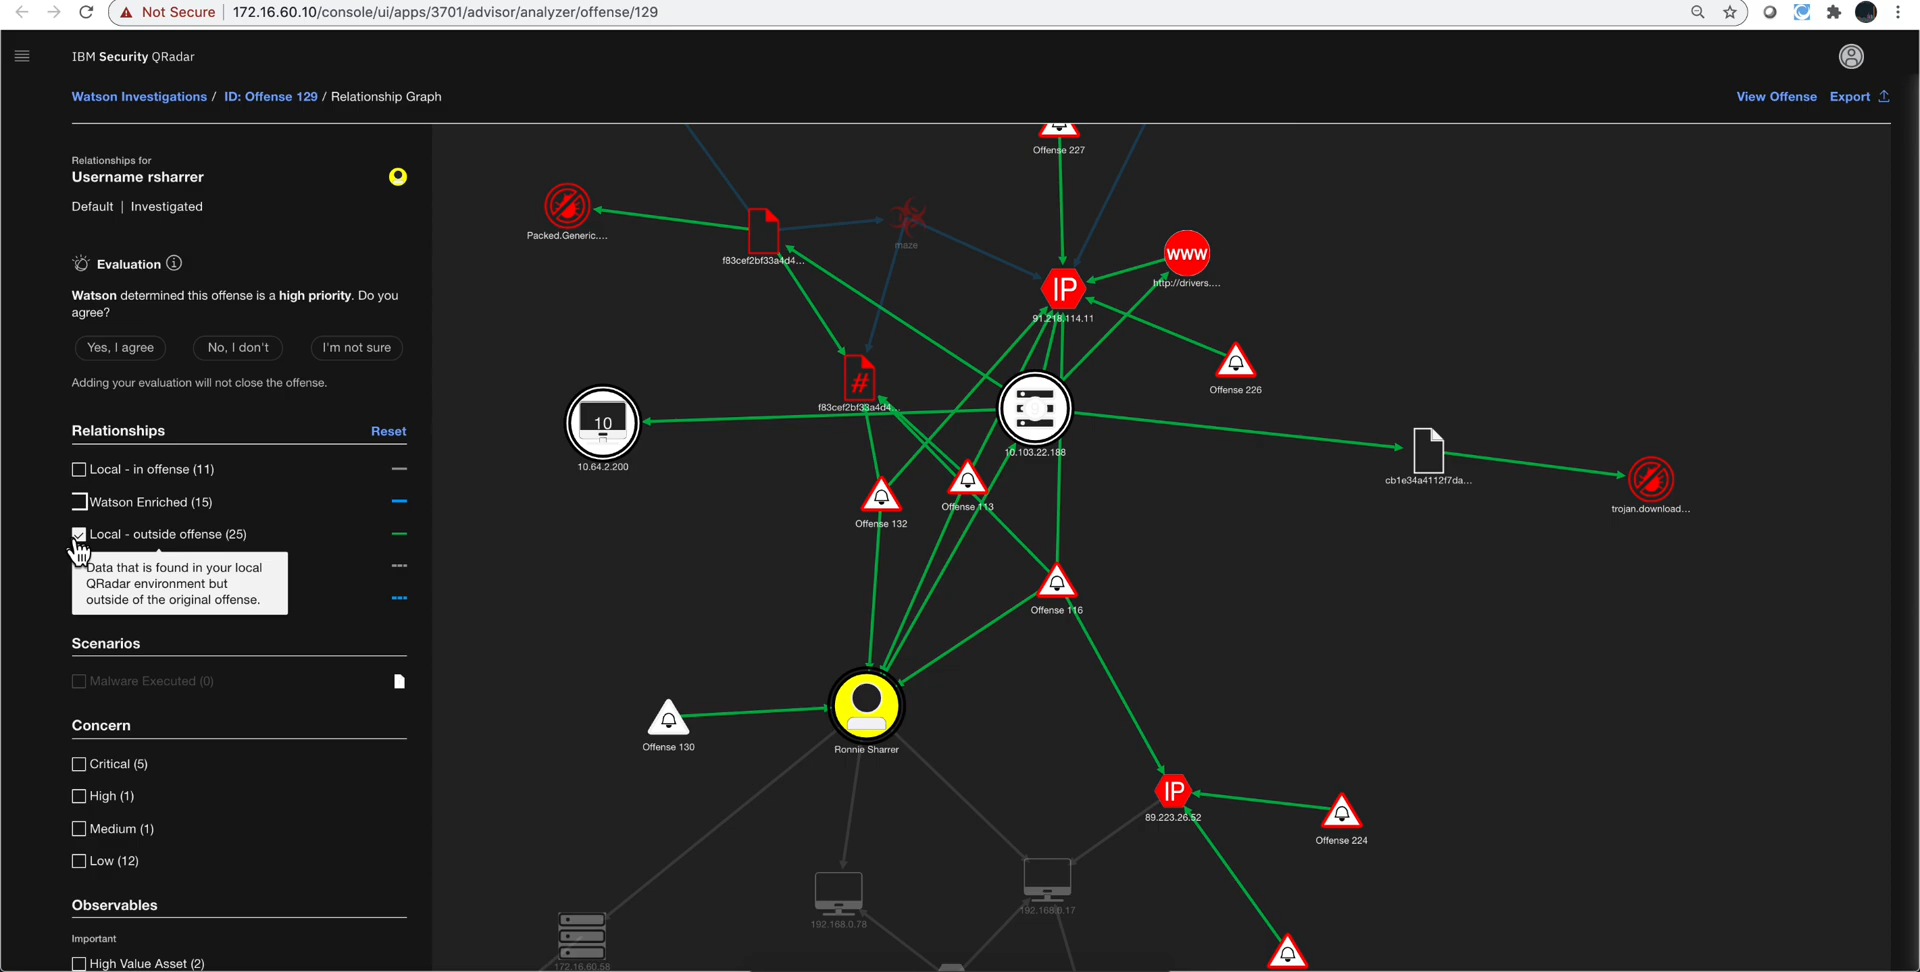 Not Secure
172.16.60.10/console/ui/apps/3701/advisor/analyzer/offense/129
IBM Security QRadar
Watson Investigations / ID: Offense 129 / Relationship Graph
View Offense Export
Relationships for
Username rsharrer
Default | Investigated
Evaluation
Watson determined this offense is a high priority. Do you
agree?
Yes, I agree
No, I don't
I'm not sure
Adding your evaluation will not close the offense.
Relationships
Reset
Local - in offense (11)
Watson Enriched (15)
Local - outside offense (25)
Data that is found in your local
QRadar environment but
outside of the original offense.
Scenarios
Malware Executed (0)
Concern
Critical (5)
High (1)
Medium (1)
Low (12)
Observables
Important
High Value Asset (2)
Offense 227
Packed.Generic....
f83cef2bf33a4d4...
maze
WWW
http://drivers....
IP
91.218.114.11
Offense 226
#
f83cef2bf33a4d4...
10
10.64.2.200
10.103.22.188
cb1e34a4112f7da...
trojan.download...
Offense 132
Offense 113
Offense 116
Offense 130
Ronnie Sharrer
IP
89.223.26.52
Offense 224
192.168.0.78
192.168.0.17
172.16.60.58